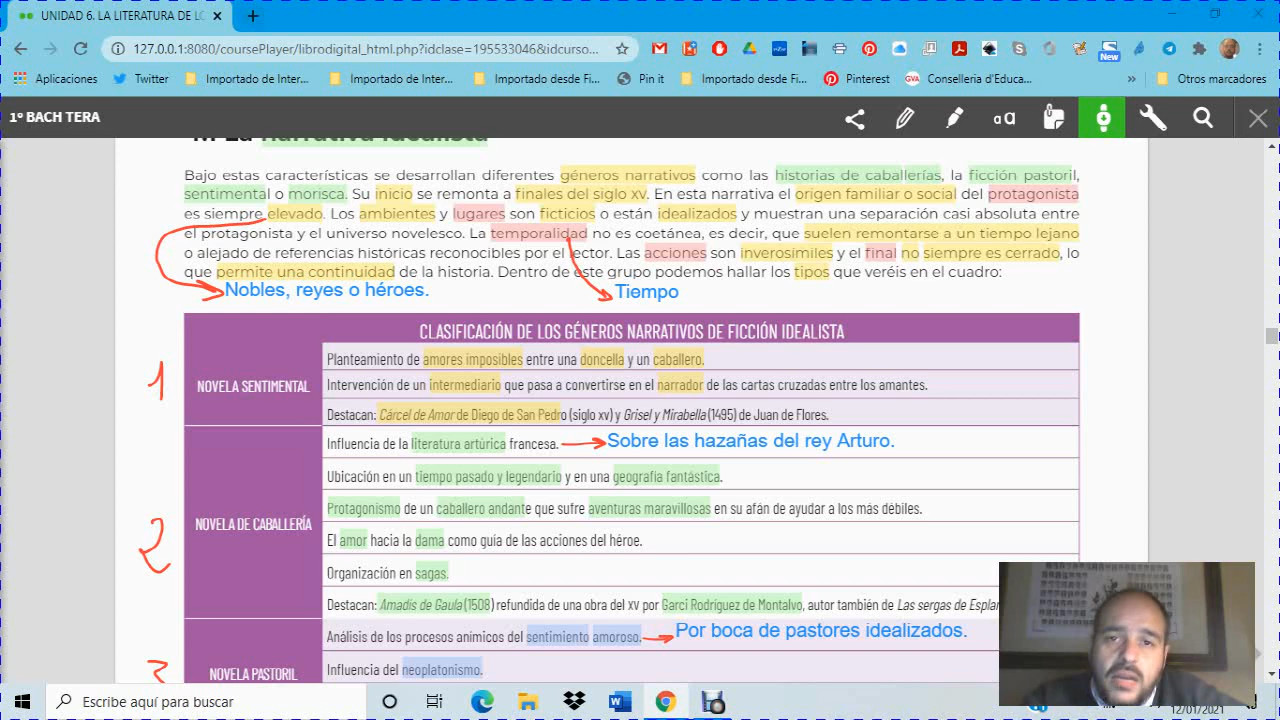 UNIDAD 6. LA LITERATURA DE LO
127.0.0.1:8080/coursePlayer/librodigital_html.php?idclase=195533046&idcurso...
New
Aplicaciones Twitter Importado de Inter... Importado de Inter... Importado desde Fi... Pin it Importado desde Fi... Pinterest GVA Conselleria d'Educa... » Otros marcadores
1º BACH TERA
aa
narrativa idealista
Bajo estas características se desarrollan diferentes géneros narrativos como las historias de caballerías, la ficción pastoril,
sentimental o morisca. Su inicio se remonta a finales del siglo XV. En esta narrativa el origen familiar o social del protagonista
es siempre elevado. Los ambientes y lugares son ficticios o están idealizados y muestran una separación casi absoluta entre
el protagonista y el universo novelesco. La temporalidad no es coetánea, es decir, que suelen remontarse a un tiempo lejano
o alejado de referencias históricas reconocibles por el lector. Las acciones son inverosímiles y el final no siempre es cerrado, lo
que permite una continuidad de la historia. Dentro de este grupo podemos hallar los tipos que veréis en el cuadro:
Nobles, reyes o héroes. Tiempo
CLASIFICACIÓN DE LOS GÉNEROS NARRATIVOS DE FICCIÓN IDEALISTA
1
NOVELA SENTIMENTAL
Planteamiento de amores imposibles entre una doncella y un caballero.
Intervención de un intermediario que pasa a convertirse en el narrador de las cartas cruzadas entre los amantes.
Destacan: Cárcel de Amor de Diego de San Pedro (siglo XV) y Grisel y Mirabella (1495) de Juan de Flores.
2
NOVELA DE CABALLERÍA
Influencia de la literatura artúrica francesa. Sobre las hazañas del rey Arturo.
Ubicación en un tiempo pasado y legendario y en una geografía fantástica.
Protagonismo de un caballero andante que sufre aventuras maravillosas en su afán de ayudar a los más débiles.
El amor hacia la dama como guía de las acciones del héroe.
Organización en sagas.
Destacan: Amadís de Gaula (1508) refundida de una obra del XV por Garci Rodríguez de Montalvo, autor también de Las sergas de Esplan
3
NOVELA PASTORIL
Análisis de los procesos anímicos del sentimiento amoroso. Por boca de pastores idealizados.
Influencia del neoplatonismo.
Escribe aquí para buscar
12/01/2021